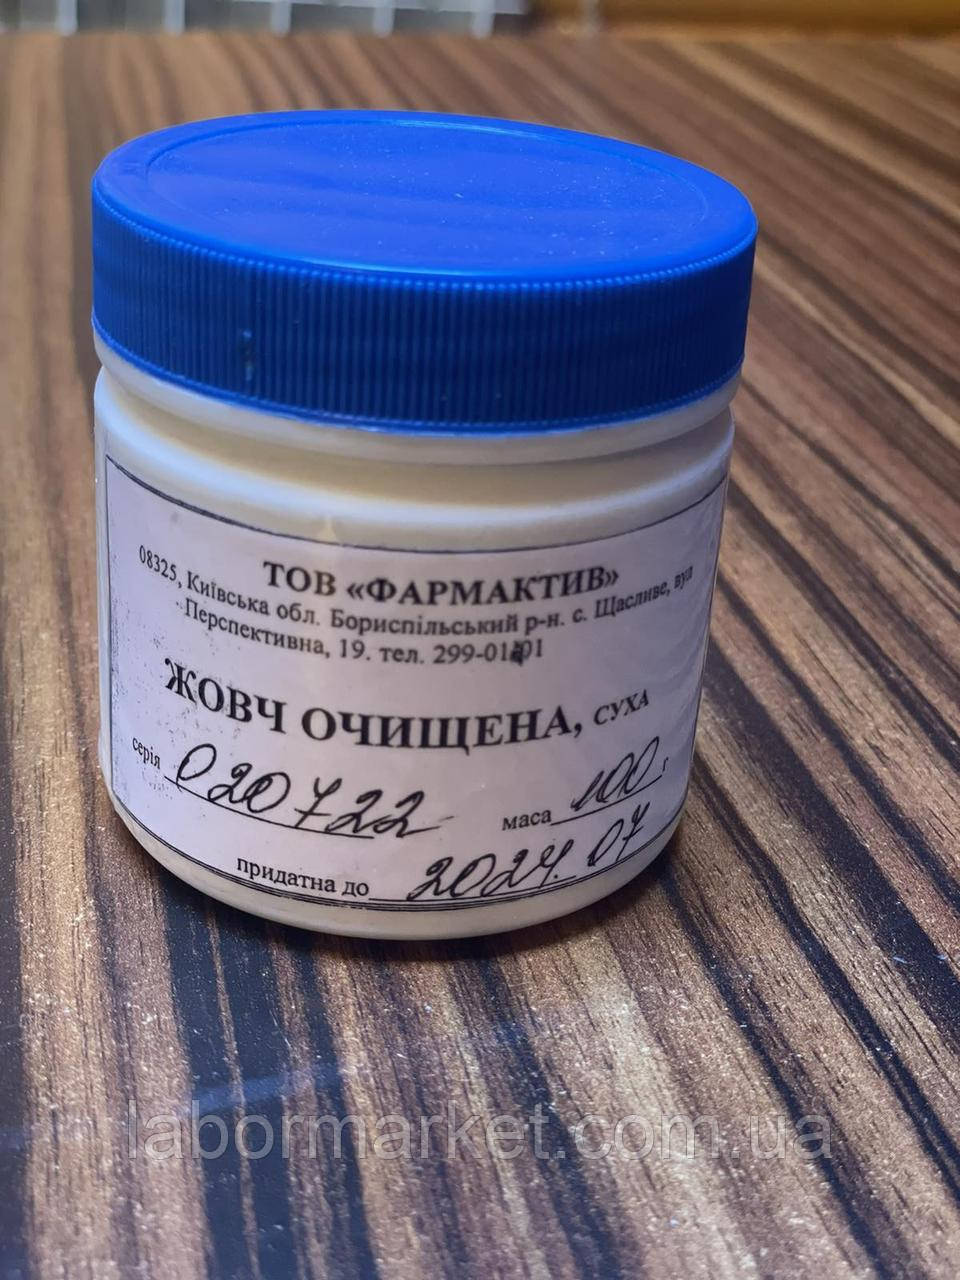 ТОВ «ФАРМАКТИВ»
08325, Київська обл. Бориспільський р-н. с. Щасливе, вул
Перспективна, 19. тел. 299-01-01
ЖОВЧ ОЧИЩЕНА, СУХА
серія 020722 маса 100 г
придатна до 2024. 07
labormarket.com.ua